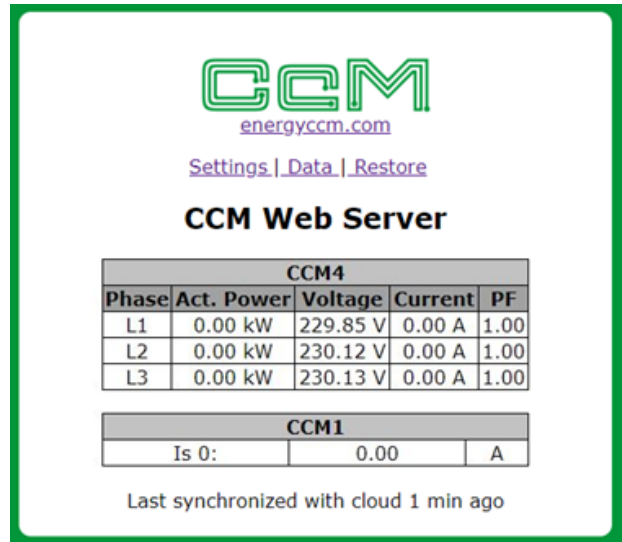 CCM
energyccm.com
Settings | Data | Restore
CCM Web Server
CCM4
Phase Act. Power Voltage Current PF
L1 0.00 kW 229.85 V 0.00 A 1.00
L2 0.00 kW 230.12 V 0.00 A 1.00
L3 0.00 kW 230.13 V 0.00 A 1.00
CCM1
Is 0: 0.00 A
Last synchronized with cloud 1 min ago